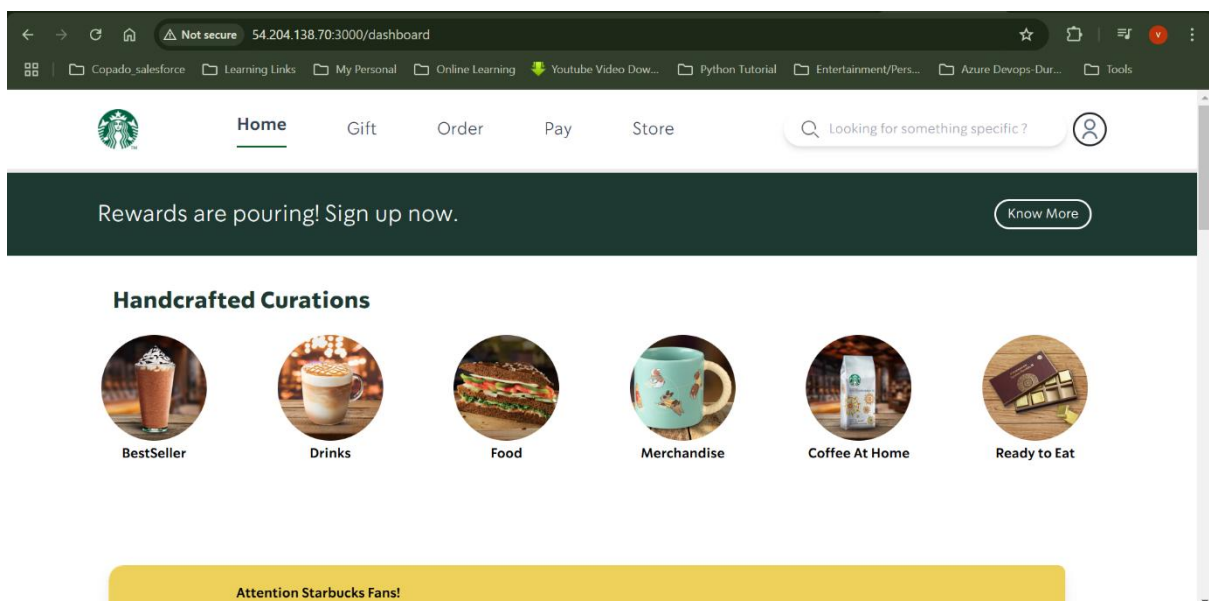 Not secure 54.204.138.70:3000/dashboard V
Copado_salesforce Learning Links My Personal Online Learning Youtube Video Dow... Python Tutorial Entertainment/Pers... Azure Devops-Dur... Tools
Home Gift Order Pay Store Looking for something specific ?
Rewards are pouring! Sign up now. Know More
Handcrafted Curations
BestSeller Drinks Food Merchandise Coffee At Home Ready to Eat
Attention Starbucks Fans!